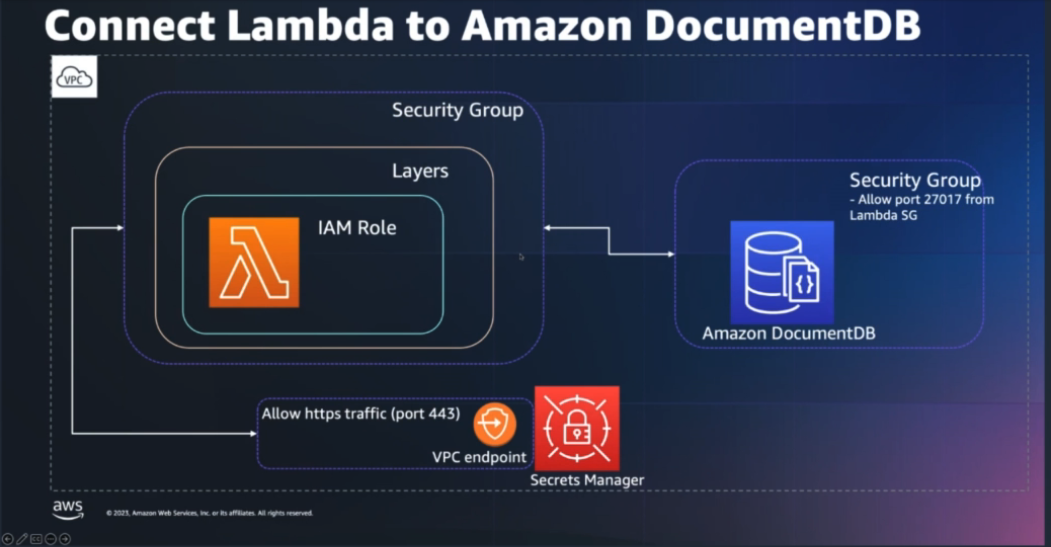 Connect Lambda to Amazon DocumentDB
VPC
Security Group
Layers
IAM Role
Security Group
- Allow port 27017 from
Lambda SG
{}
Amazon DocumentDB
Allow https traffic (port 443)
VPC endpoint
Secrets Manager
aws
© 2023, Amazon Web Services, Inc. or its affiliates. All rights reserved.